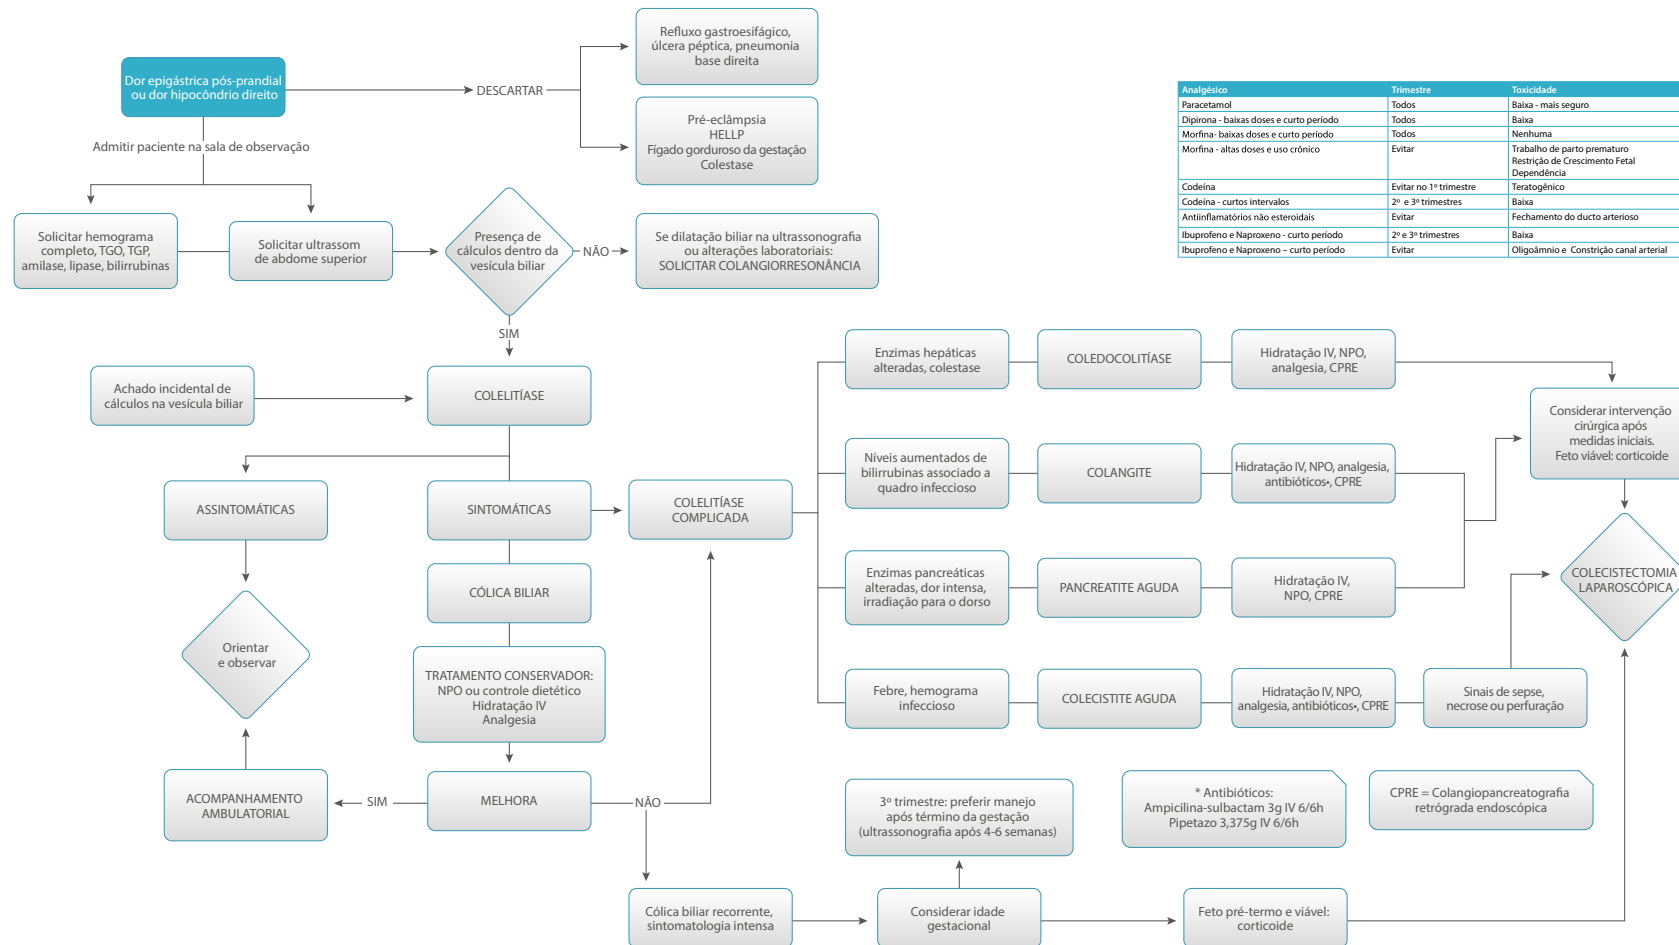 Refluxo gastroesifágico,
úlcera péptica, pneumonia
base direita
Dor epigástrica pós-prandial
ou dor hipocôndrio direito
DESCARTAR
Pré-eclâmpsia
HELLP
Fígado gorduroso da gestação
Colestase
Analgésico Trimestre Toxicidade
Paracetamol Todos Baixa - mais seguro
Dipirona - baixas doses e curto período Todos Baixa
Morfina- baixas doses e curto período Todos Nenhuma
Morfina - altas doses e uso crônico Evitar Trabalho de parto prematuro
Restrição de Crescimento Fetal
Dependência
Codeína Evitar no 1º trimestre Teratogênico
Codeína - curtos intervalos 2º e 3º trimestres Baixa
Antiinflamatórios não esteroidais Evitar Fechamento do ducto arterioso
Ibuprofeno e Naproxeno - curto período 2º e 3º trimestres Baixa
Ibuprofeno e Naproxeno – curto período Evitar Oligoâmnio e Constrição canal arterial
Admitir paciente na sala de observação
Solicitar hemograma
completo, TGO, TGP,
amilase, lipase, bilirrubinas
Solicitar ultrassom
de abdome superior
Presença de
cálculos dentro da
vesícula biliar
NÃO
Se dilatação biliar na ultrassonografia
ou alterações laboratoriais:
SOLICITAR COLANGIORRESONÂNCIA
SIM
Achado incidental de
cálculos na vesícula biliar
COLELITÍASE
Enzimas hepáticas
alteradas, colestase
COLEDOCOLITÍASE
Hidratação IV, NPO,
analgesia, CPRE
Considerar intervenção
cirúrgica após
medidas iniciais.
Feto viável: corticoide
ASSINTOMÁTICAS
SINTOMÁTICAS
COLELITÍASE
COMPLICADA
Níveis aumentados de
bilirrubinas associado a
quadro infeccioso
COLANGITE
Hidratação IV, NPO, analgesia,
antibióticos•, CPRE
CÓLICA BILIAR
Enzimas pancreáticas
alteradas, dor intensa,
irradiação para o dorso
PANCREATITE AGUDA
Hidratação IV,
NPO, CPRE
COLECISTECTOMIA
LAPAROSCÓPICA
Orientar
e observar
TRATAMENTO CONSERVADOR:
NPO ou controle dietético
Hidratação IV
Analgesia
Febre, hemograma
infeccioso
COLECISTITE AGUDA
Hidratação IV, NPO,
analgesia, antibióticos•, CPRE
Sinais de sepse,
necrose ou perfuração
ACOMPANHAMENTO
AMBULATORIAL
SIM
MELHORA
NÃO
3º trimestre: preferir manejo
após término da gestação
(ultrassonografia após 4-6 semanas)
* Antibióticos:
Ampicilina-sulbactam 3g IV 6/6h
Pipetazo 3,375g IV 6/6h
CPRE = Colangiopancreatografia
retrógrada endoscópica
Cólica biliar recorrente,
sintomatologia intensa
Considerar idade
gestacional
Feto pré-termo e viável:
corticoide